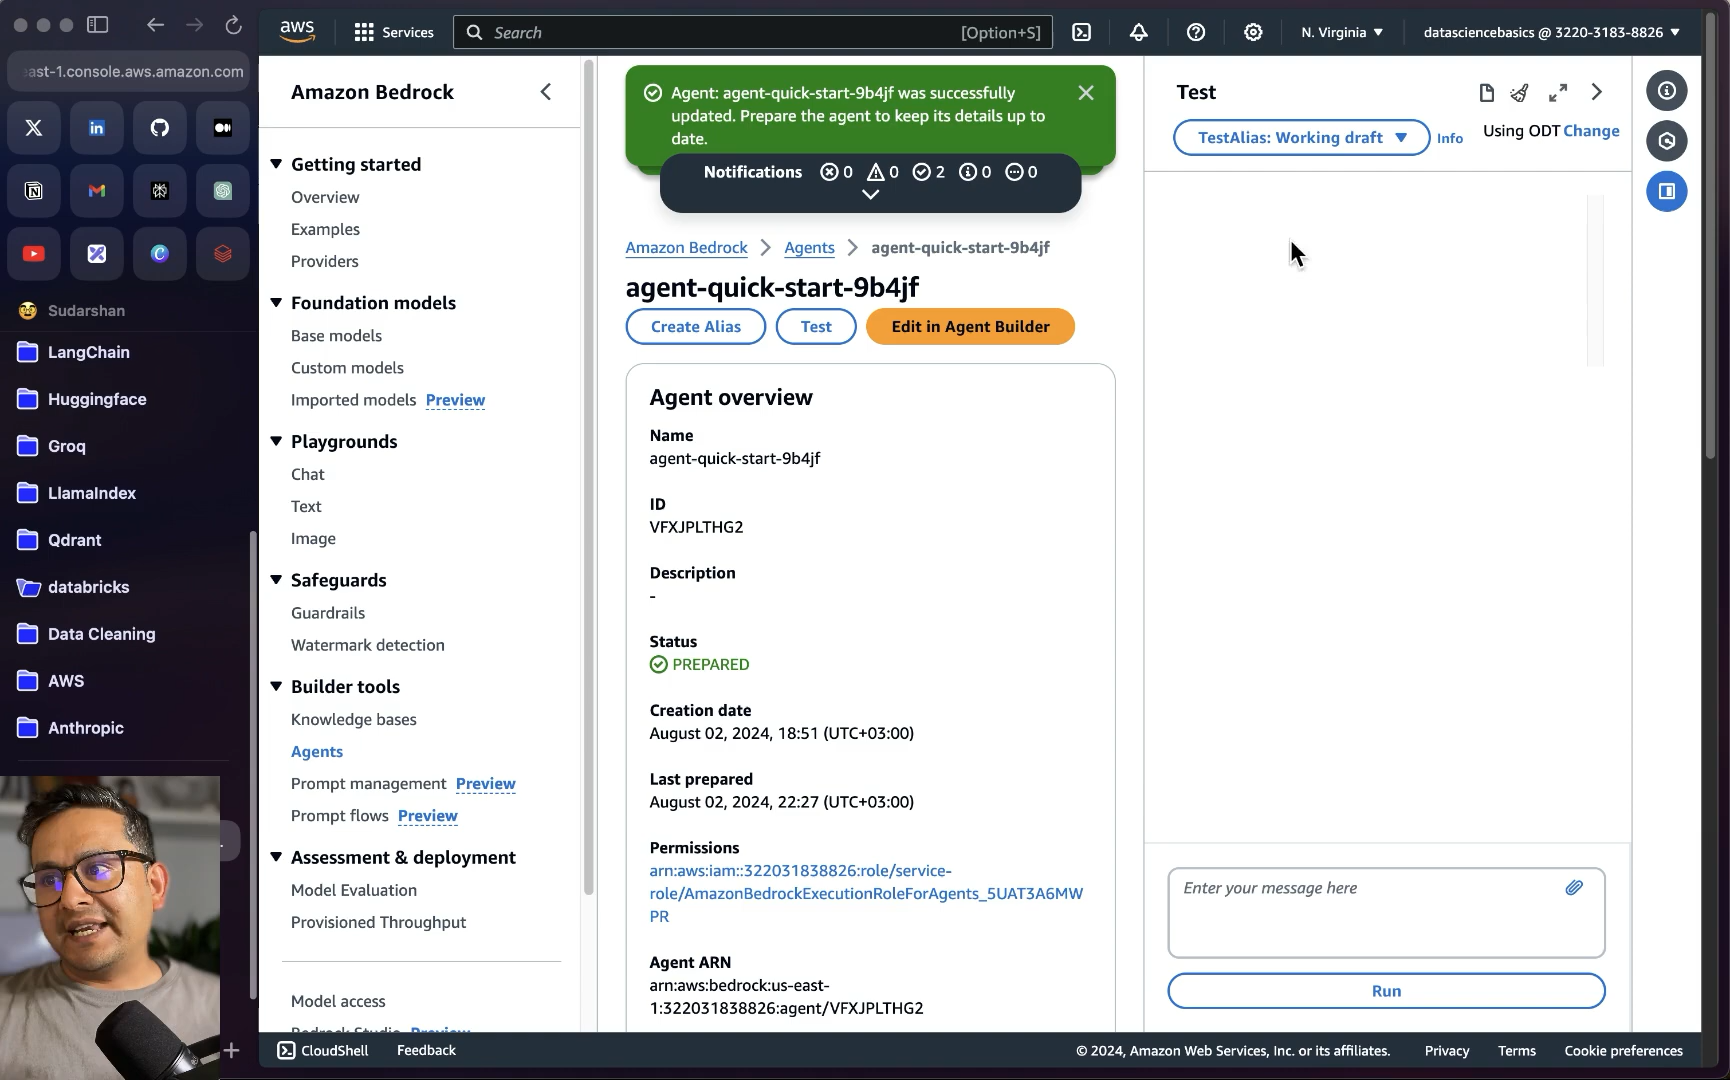 east-1.console.aws.amazon.com
Sudarshan
LangChain
Huggingface
Groq
LlamaIndex
Qdrant
databricks
Data Cleaning
AWS
Anthropic
aws
Services
Search
[Option+S]
N. Virginia
datasciencebasics @ 3220-3183-8826
Amazon Bedrock
Getting started
Overview
Examples
Providers
Foundation models
Base models
Custom models
Imported models Preview
Playgrounds
Chat
Text
Image
Safeguards
Guardrails
Watermark detection
Builder tools
Knowledge bases
Agents
Prompt management Preview
Prompt flows Preview
Assessment & deployment
Model Evaluation
Provisioned Throughput
Model access
Bedrock Studio Preview
Agent: agent-quick-start-9b4jf was successfully
updated. Prepare the agent to keep its details up to
date.
Notifications 0 0 2 0 0
Amazon Bedrock > Agents > agent-quick-start-9b4jf
agent-quick-start-9b4jf
Create Alias
Test
Edit in Agent Builder
Agent overview
Name
agent-quick-start-9b4jf
ID
VFXJPLTHG2
Description
-
Status
PREPARED
Creation date
August 02, 2024, 18:51 (UTC+03:00)
Last prepared
August 02, 2024, 22:27 (UTC+03:00)
Permissions
arn:aws:iam::322031838826:role/service-
role/AmazonBedrockExecutionRoleForAgents_5UAT3A6MW
PR
Agent ARN
arn:aws:bedrock:us-east-
1:322031838826:agent/VFXJPLTHG2
Test
TestAlias: Working draft
Info
Using ODT Change
Enter your message here
Run
CloudShell
Feedback
© 2024, Amazon Web Services, Inc. or its affiliates.
Privacy
Terms
Cookie preferences